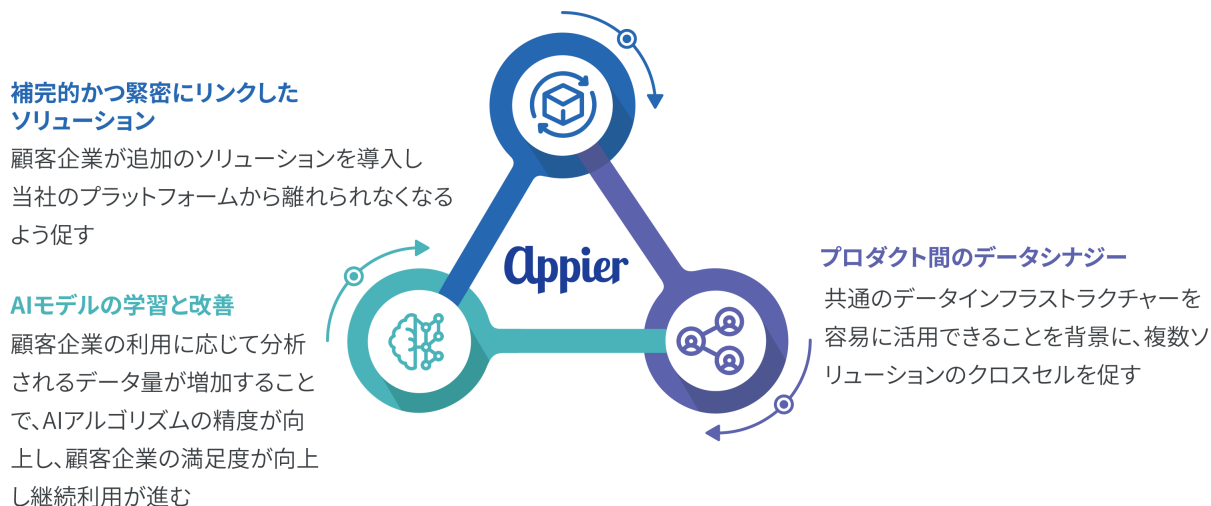 補完的かつ緊密にリンクした
ソリューション
顧客企業が追加のソリューションを導入し
当社のプラットフォームから離れられなくなる
よう促す
AIモデルの学習と改善
顧客企業の利用に応じて分析
されるデータ量が増加すること
で、AIアルゴリズムの精度が向
上し、顧客企業の満足度が向上
し継続利用が進む
Appier
プロダクト間のデータシナジー
共通のデータインフラストラクチャーを
容易に活用できることを背景に、複数ソ
リューションのクロスセルを促す